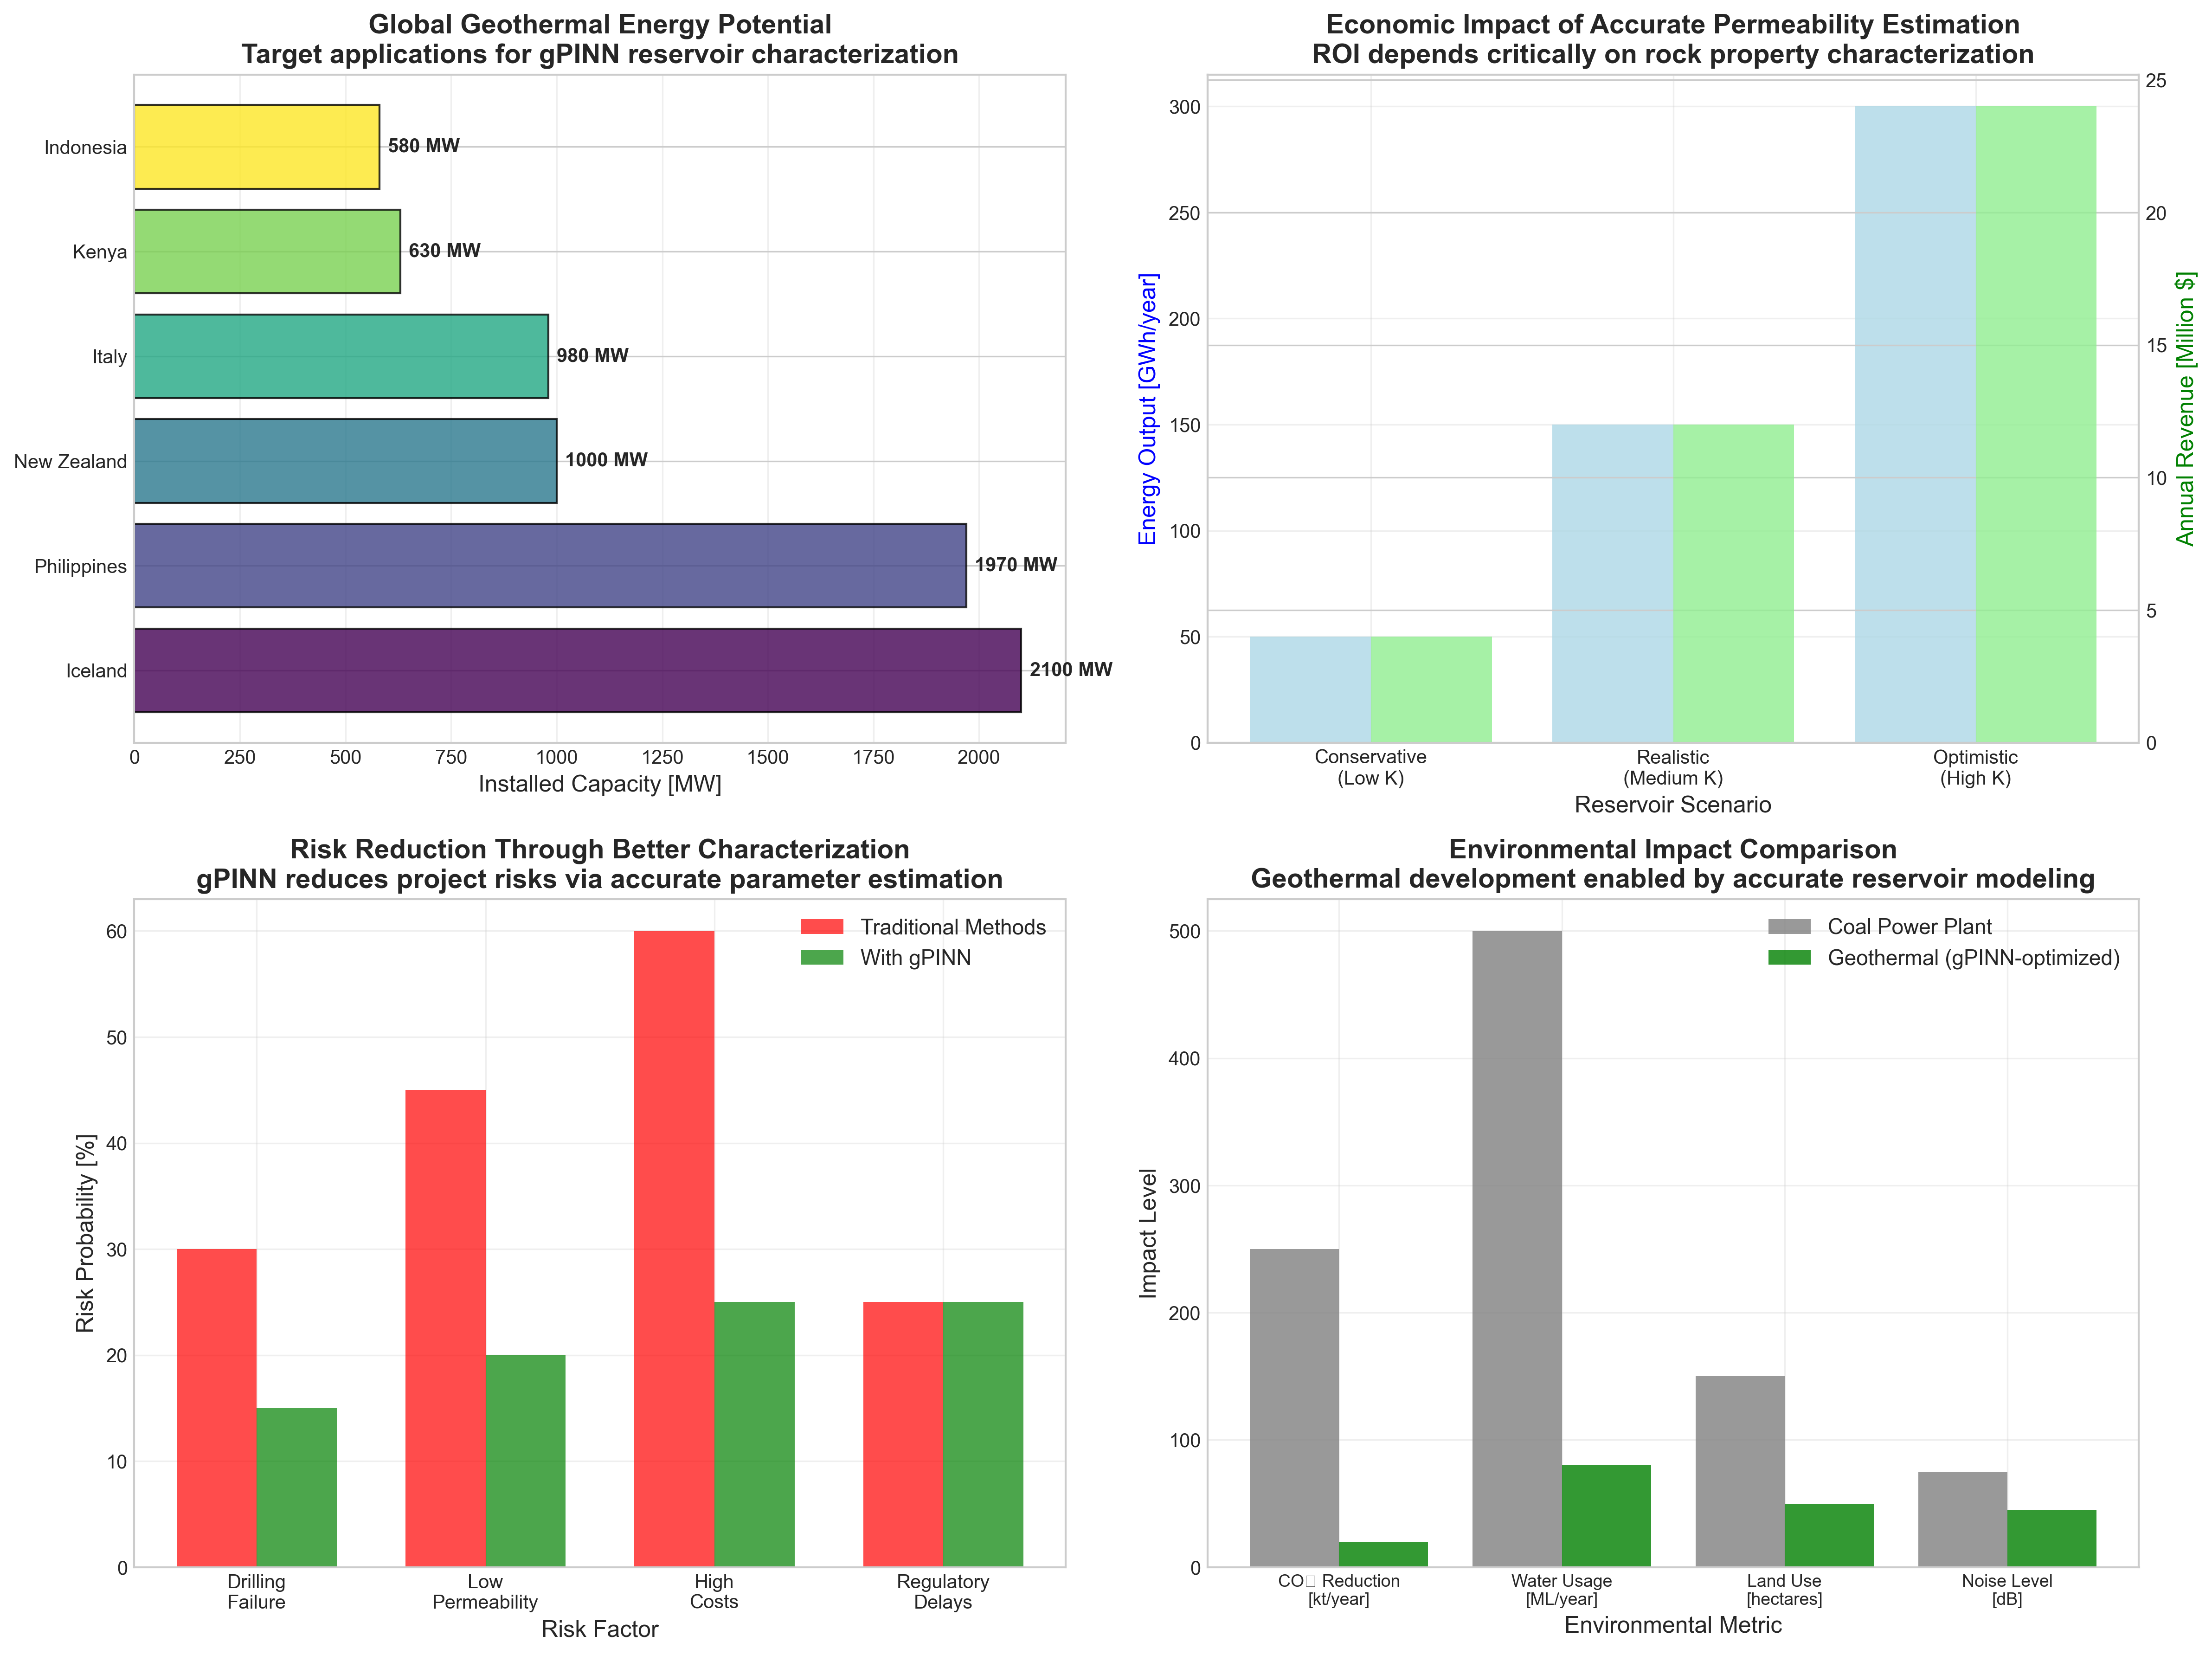 Global Geothermal Energy Potential
Target applications for gPINN reservoir characterization
Indonesia
580 MW
Kenya
630 MW
Italy
980 MW
New Zealand
1000 MW
Philippines
1970 MW
Iceland
2100 MW
0 250 500 750 1000 1250 1500 1750 2000
Installed Capacity [MW]
Economic Impact of Accurate Permeability Estimation
ROI depends critically on rock property characterization
Energy Output [GWh/year]
300
250
200
150
100
50
0
25
20
15
10
5
0
Annual Revenue [Million $]
Conservative
(Low K)
Realistic
(Medium K)
Optimistic
(High K)
Reservoir Scenario
Risk Reduction Through Better Characterization
gPINN reduces project risks via accurate parameter estimation
Traditional Methods
With gPINN
Risk Probability [%]
60
50
40
30
20
10
0
Drilling
Failure
Low
Permeability
High
Costs
Regulatory
Delays
Risk Factor
Environmental Impact Comparison
Geothermal development enabled by accurate reservoir modeling
Coal Power Plant
Geothermal (gPINN-optimized)
Impact Level
500
400
300
200
100
0
CO▯ Reduction
[kt/year]
Water Usage
[ML/year]
Land Use
[hectares]
Noise Level
[dB]
Environmental Metric